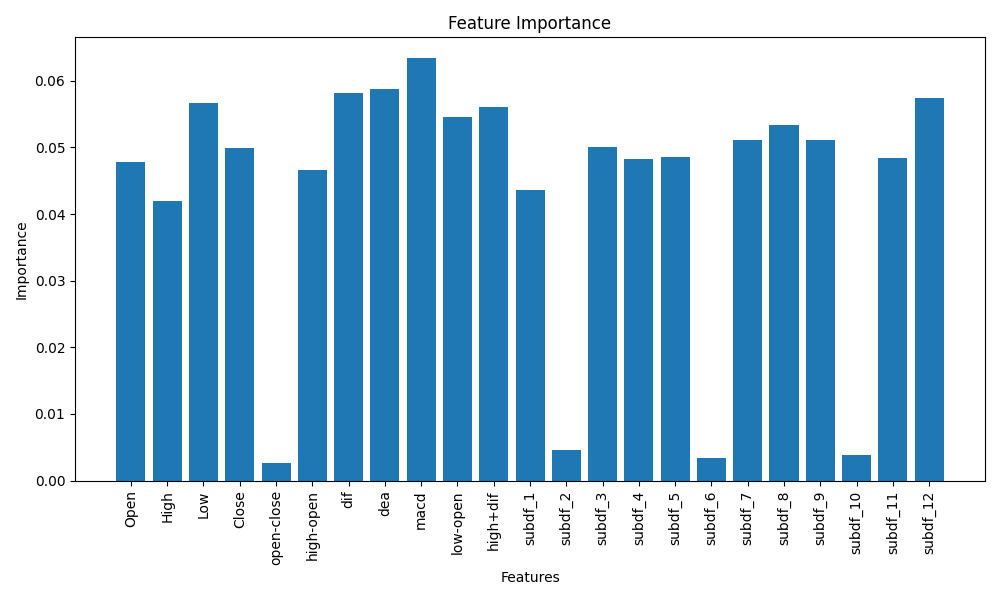 Feature Importance
Importance
0.06
0.05
0.04
0.03
0.02
0.01
0.00
Open
High
Low
Close
open-close
high-open
dif
dea
macd
low-open
high+dif
subdf_1
subdf_2
subdf_3
subdf_4
subdf_5
subdf_6
subdf_7
subdf_8
subdf_9
subdf_10
subdf_11
subdf_12
Features